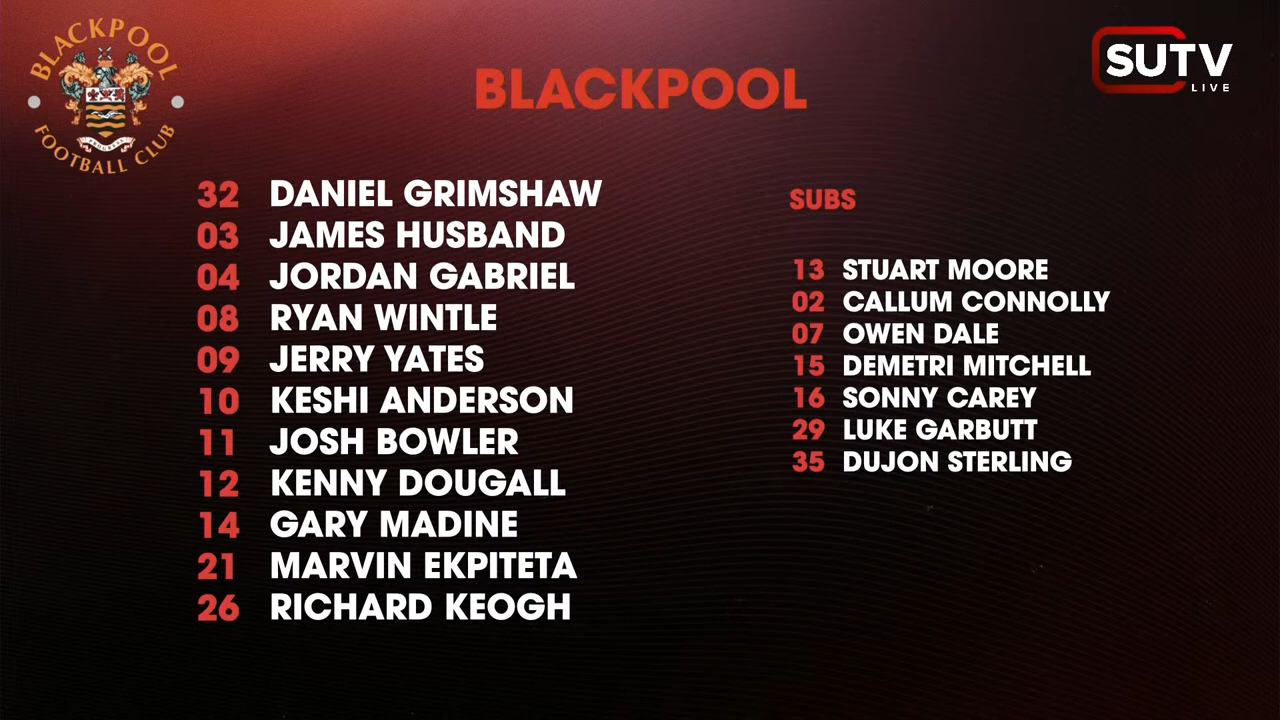 BLACKPOOL
FOOTBALL CLUB
PROGRESS
BLACKPOOL
SUTV
LIVE
32 DANIEL GRIMSHAW
03 JAMES HUSBAND
04 JORDAN GABRIEL
08 RYAN WINTLE
09 JERRY YATES
10 KESHI ANDERSON
11 JOSH BOWLER
12 KENNY DOUGALL
14 GARY MADINE
21 MARVIN EKPITETA
26 RICHARD KEOGH
SUBS
13 STUART MOORE
02 CALLUM CONNOLLY
07 OWEN DALE
15 DEMETRI MITCHELL
16 SONNY CAREY
29 LUKE GARBUTT
35 DUJON STERLING